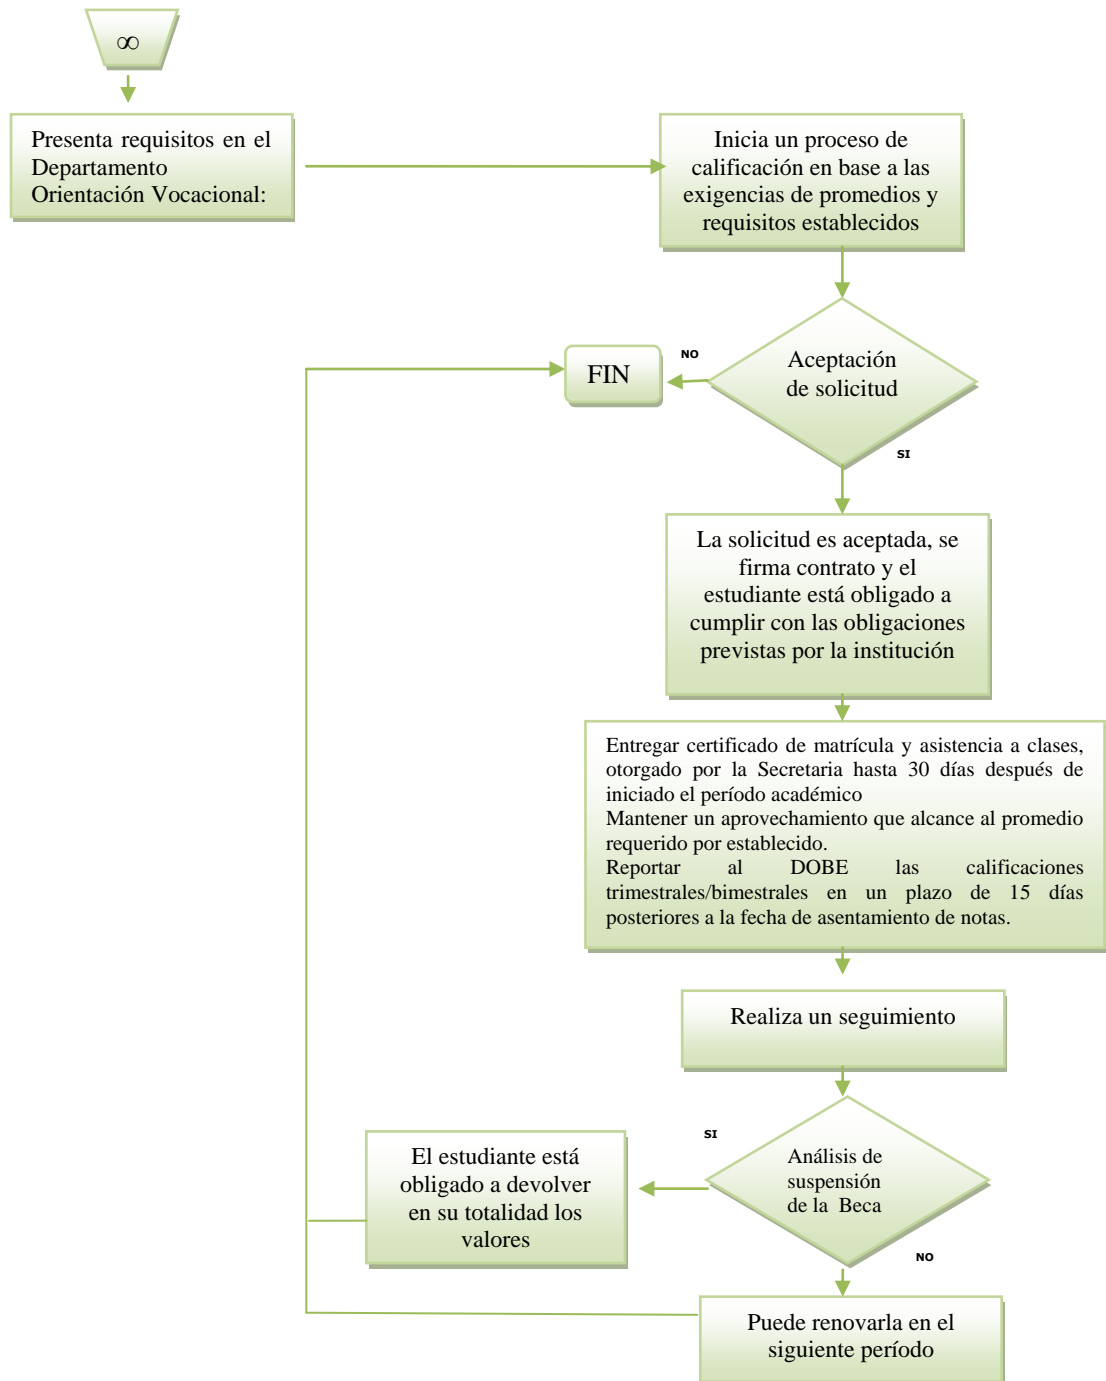 ∞
Presenta requisitos en el
Departamento
Orientación Vocacional:
Inicia un proceso de
calificación en base a las
exigencias de promedios y
requisitos establecidos
Aceptación
de solicitud
NO
FIN
SI
La solicitud es aceptada, se
firma contrato y el
estudiante está obligado a
cumplir con las obligaciones
previstas por la institución
Entregar certificado de matrícula y asistencia a clases,
otorgado por la Secretaria hasta 30 días después de
iniciado el período académico
Mantener un aprovechamiento que alcance al promedio
requerido por establecido.
Reportar al DOBE las calificaciones
trimestrales/bimestrales en un plazo de 15 días
posteriores a la fecha de asentamiento de notas.
Realiza un seguimiento
Análisis de
suspensión
de la Beca
SI
El estudiante está
obligado a devolver
en su totalidad los
valores
NO
Puede renovarla en el
siguiente período